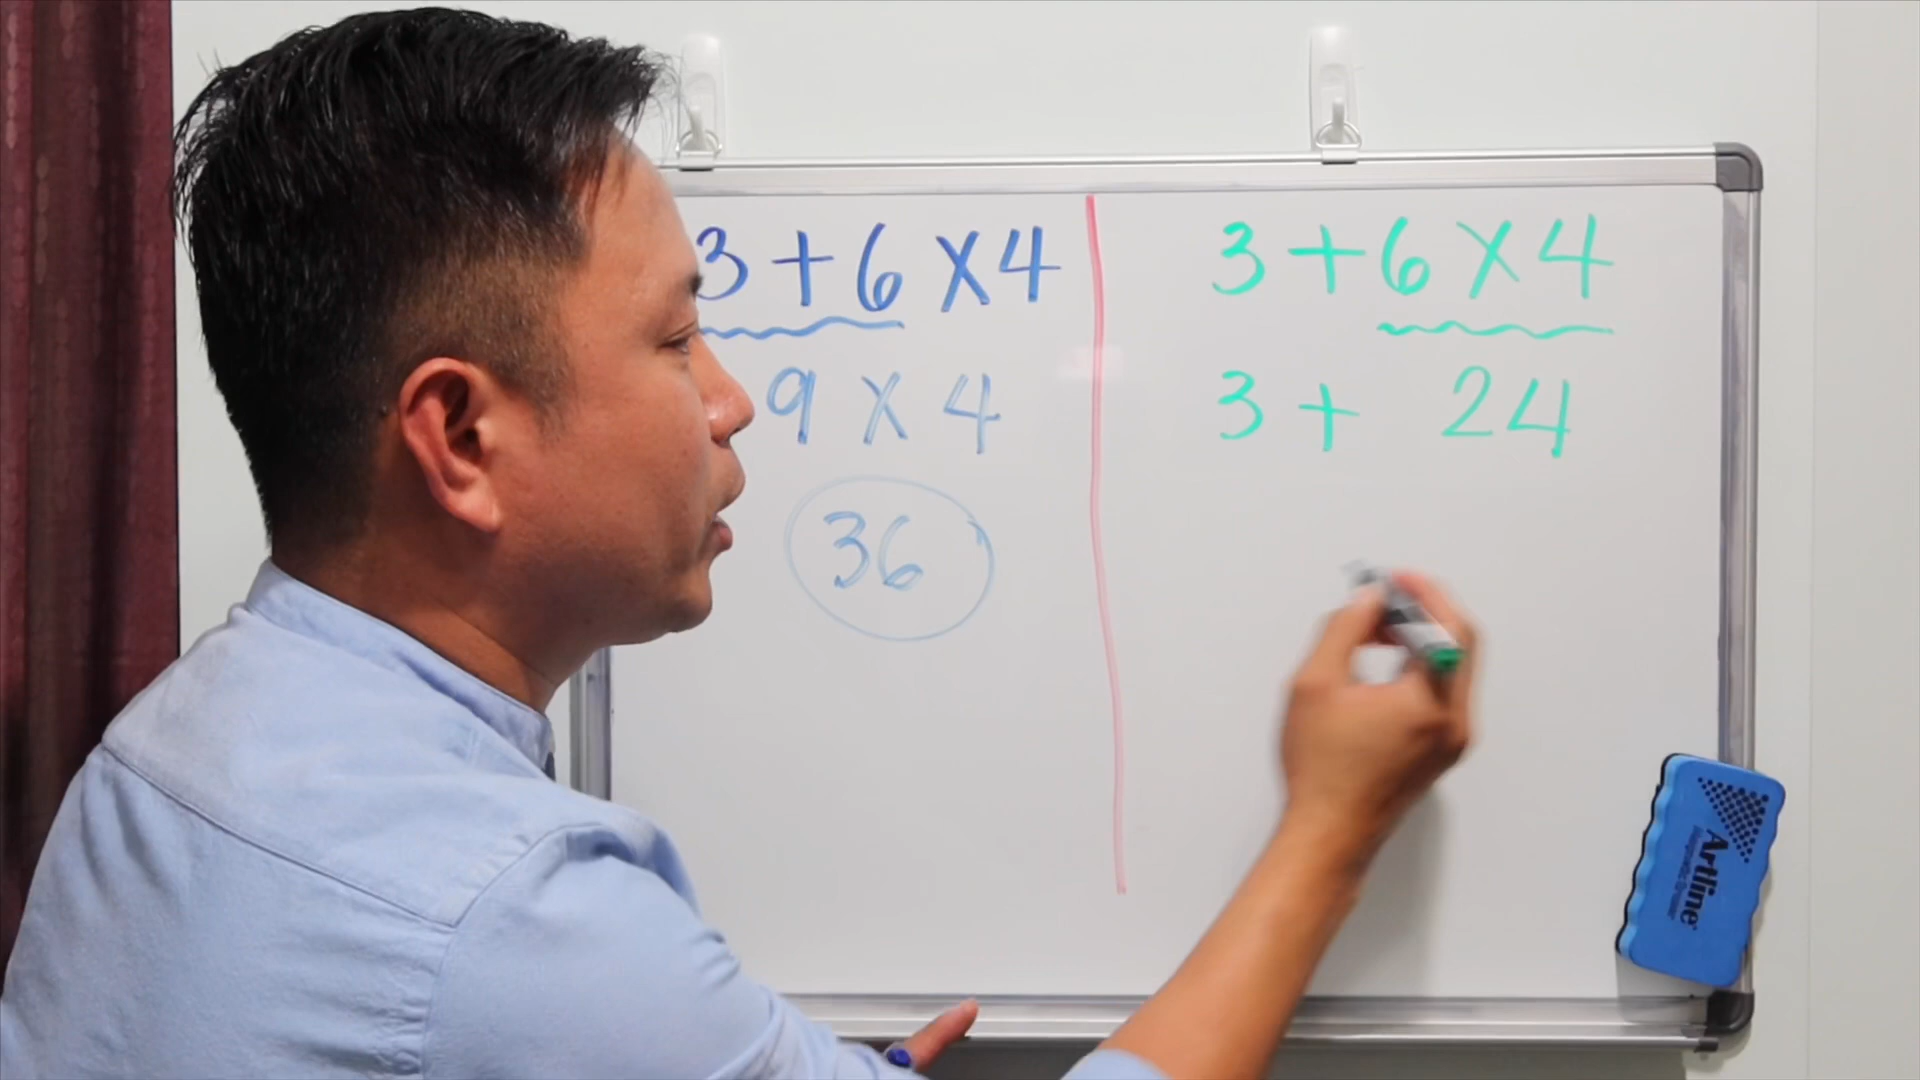 3 + 6 X 4
9 X 4
36
3 + 6 X 4
3 + 24
Artline